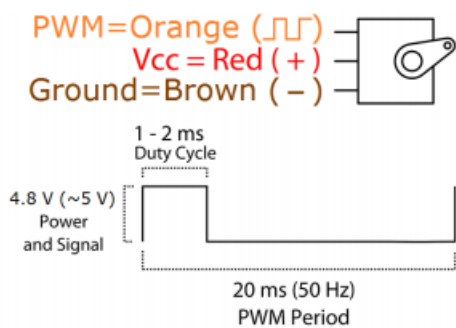 PWM=Orange (⎍⎍)
Vcc = Red ( + )
Ground=Brown ( − )
1 - 2 ms
Duty Cycle
4.8 V (~5 V)
Power
and Signal
20 ms (50 Hz)
PWM Period